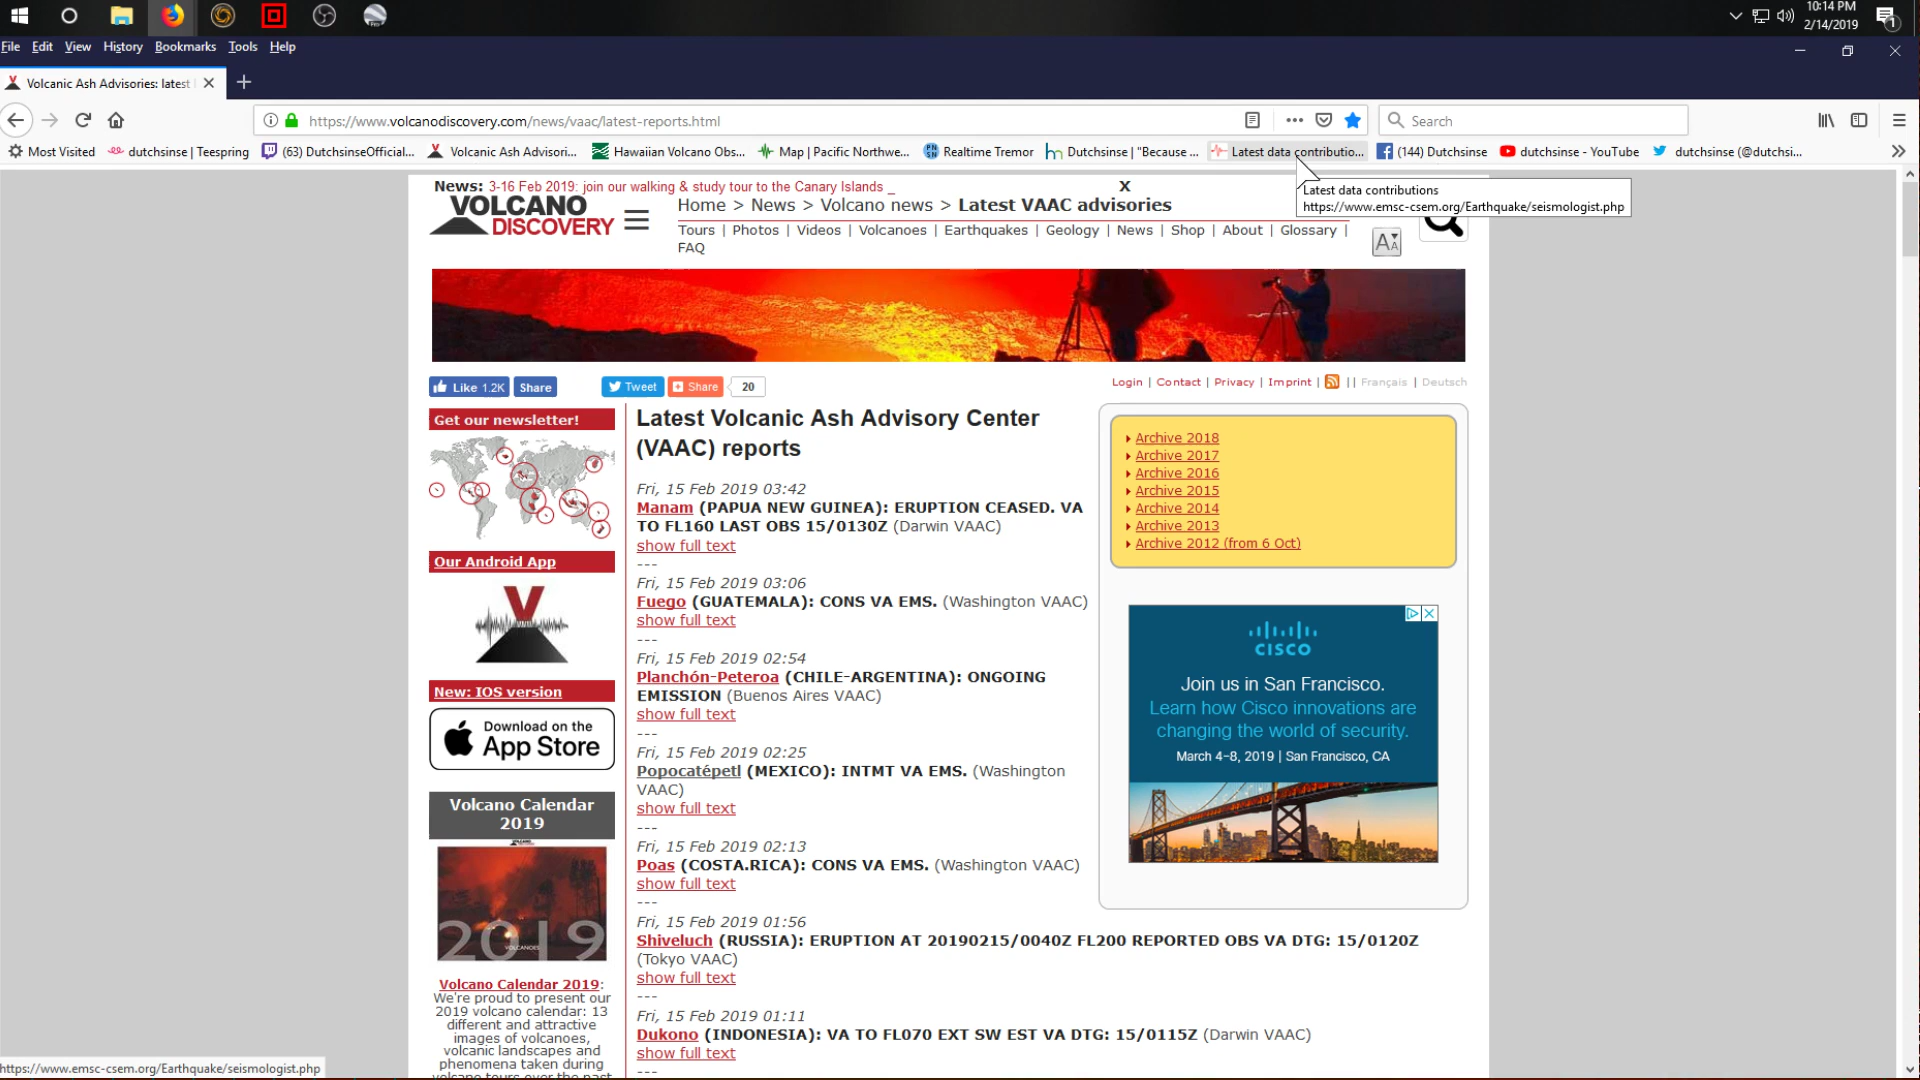 10:14 PM
2/14/2019
1
File Edit View History Bookmarks Tools Help
Volcanic Ash Advisories: latest
https://www.volcanodiscovery.com/news/vaac/latest-reports.html
Search
Most Visited dutchsinse | Teespring (63) DutchsinseOfficial... Volcanic Ash Advisori... Hawaiian Volcano Obs... Map | Pacific Northwe... Realtime Tremor Dutchsinse | "Because ... Latest data contributio... (144) Dutchsinse dutchsinse - YouTube dutchsinse (@dutchsi...
Latest data contributions
https://www.emsc-csem.org/Earthquake/seismologist.php
News: 3-16 Feb 2019: join our walking & study tour to the Canary Islands _ X
VOLCANO
DISCOVERY
Home > News > Volcano news > Latest VAAC advisories
Tours | Photos | Videos | Volcanoes | Earthquakes | Geology | News | Shop | About | Glossary |
FAQ
Like 1.2K Share Tweet Share 20
Login | Contact | Privacy | Imprint | || Français | Deutsch
Get our newsletter!
Our Android App
New: IOS version
Download on the
App Store
Volcano Calendar
2019
2019
VOLCANOES
Volcano Calendar 2019:
We're proud to present our
2019 volcano calendar: 13
different and attractive
images of volcanoes,
volcanic landscapes and
phenomena taken during
volcano tours over the past
Latest Volcanic Ash Advisory Center
(VAAC) reports
Fri, 15 Feb 2019 03:42
Manam (PAPUA NEW GUINEA): ERUPTION CEASED. VA
TO FL160 LAST OBS 15/0130Z (Darwin VAAC)
show full text
---
Fri, 15 Feb 2019 03:06
Fuego (GUATEMALA): CONS VA EMS. (Washington VAAC)
show full text
---
Fri, 15 Feb 2019 02:54
Planchón-Peteroa (CHILE-ARGENTINA): ONGOING
EMISSION (Buenos Aires VAAC)
show full text
---
Fri, 15 Feb 2019 02:25
Popocatépetl (MEXICO): INTMT VA EMS. (Washington
VAAC)
show full text
---
Fri, 15 Feb 2019 02:13
Poas (COSTA.RICA): CONS VA EMS. (Washington VAAC)
show full text
---
Fri, 15 Feb 2019 01:56
Shiveluch (RUSSIA): ERUPTION AT 20190215/0040Z FL200 REPORTED OBS VA DTG: 15/0120Z
(Tokyo VAAC)
show full text
---
Fri, 15 Feb 2019 01:11
Dukono (INDONESIA): VA TO FL070 EXT SW EST VA DTG: 15/0115Z (Darwin VAAC)
show full text
---
Archive 2018
Archive 2017
Archive 2016
Archive 2015
Archive 2014
Archive 2013
Archive 2012 (from 6 Oct)
CISCO
Join us in San Francisco.
Learn how Cisco innovations are
changing the world of security.
March 4-8, 2019 | San Francisco, CA
https://www.emsc-csem.org/Earthquake/seismologist.php